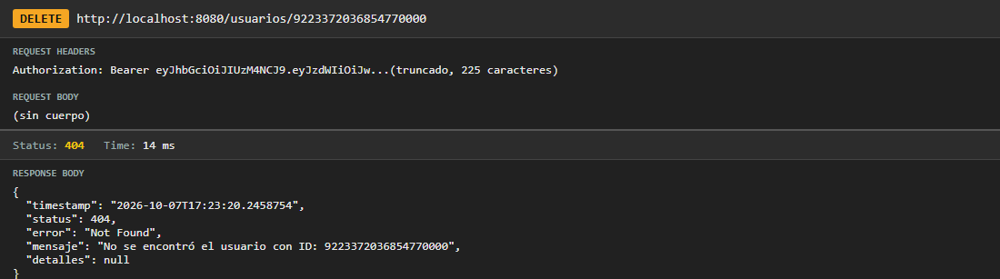 DELETE http://localhost:8080/usuarios/9223372036854770000
REQUEST HEADERS
Authorization: Bearer eyJhbGciOiJIUzM4NCJ9.eyJzdWIiOiJw...(truncado, 225 caracteres)
REQUEST BODY
(sin cuerpo)
Status: 404 Time: 14 ms
RESPONSE BODY
{
"timestamp": "2026-10-07T17:23:20.2458754",
"status": 404,
"error": "Not Found",
"mensaje": "No se encontró el usuario con ID: 9223372036854770000",
"detalles": null
}